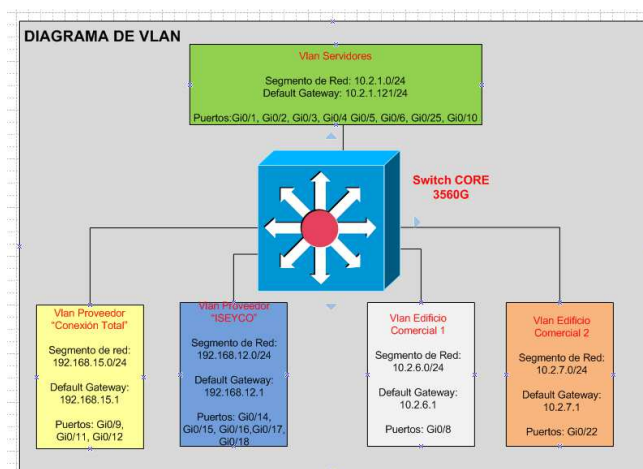 DIAGRAMA DE VLAN
Vlan Servidores
Segmento de Red: 10.2.1.0/24
Default Gateway: 10.2.1.121/24
Puertos:Gi0/1, Gi0/2, Gi0/3, Gi0/4 Gi0/5, Gi0/6, Gi0/25, Gi0/10
Switch CORE
3560G
Vlan Proveedor
"Conexión Total"
Segmento de red:
192.168.15.0/24
Default Gateway:
192.168.15.1
Puertos: Gi0/9,
Gi0/11, Gi0/12
Vlan Proveedor
"ISEYCO"
Segmento de Red:
192.168.12.0/24
Default Gateway:
192.168.12.1
Puertos: Gi0/14,
Gi0/15, Gi0/16,Gi0/17,
Gi0/18
Vlan Edificio
Comercial 1
Segmento de Red:
10.2.6.0/24
Default Gateway:
10.2.6.1
Puertos: Gi0/8
Vlan Edificio
Comercial 2
Segmento de Red:
10.2.7.0/24
Default Gateway:
10.2.7.1
Puertos: Gi0/22